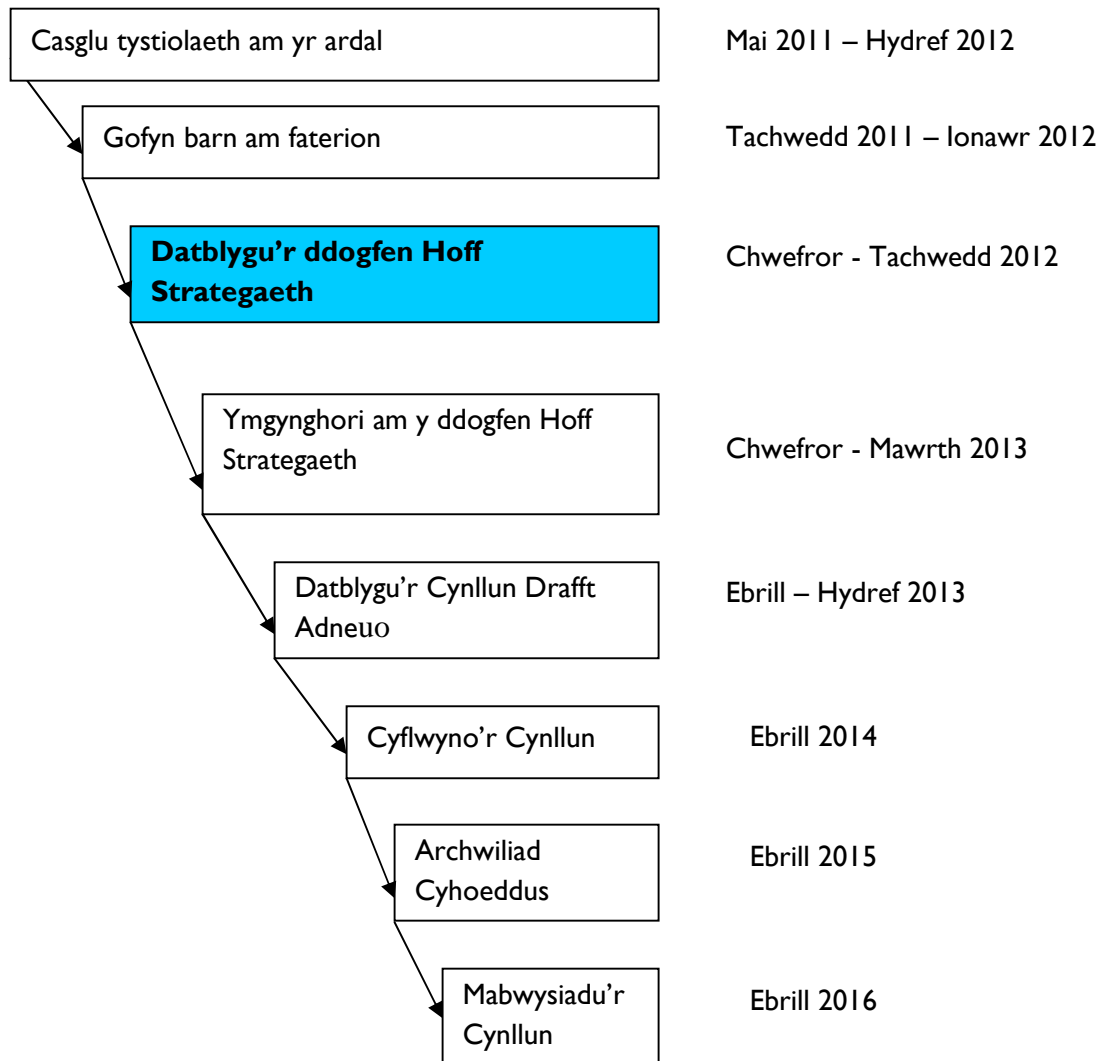 Casglu tystiolaeth am yr ardal
Mai 2011 – Hydref 2012
Gofyn barn am faterion
Tachwedd 2011 – Ionawr 2012
Datblygu’r ddogfen Hoff
Strategaeth
Chwefror - Tachwedd 2012
Ymgynghori am y ddogfen Hoff
Strategaeth
Chwefror - Mawrth 2013
Datblygu’r Cynllun Drafft
Adneuo
Ebrill – Hydref 2013
Cyflwyno’r Cynllun
Ebrill 2014
Archwiliad
Cyhoeddus
Ebrill 2015
Mabwysiadu’r
Cynllun
Ebrill 2016